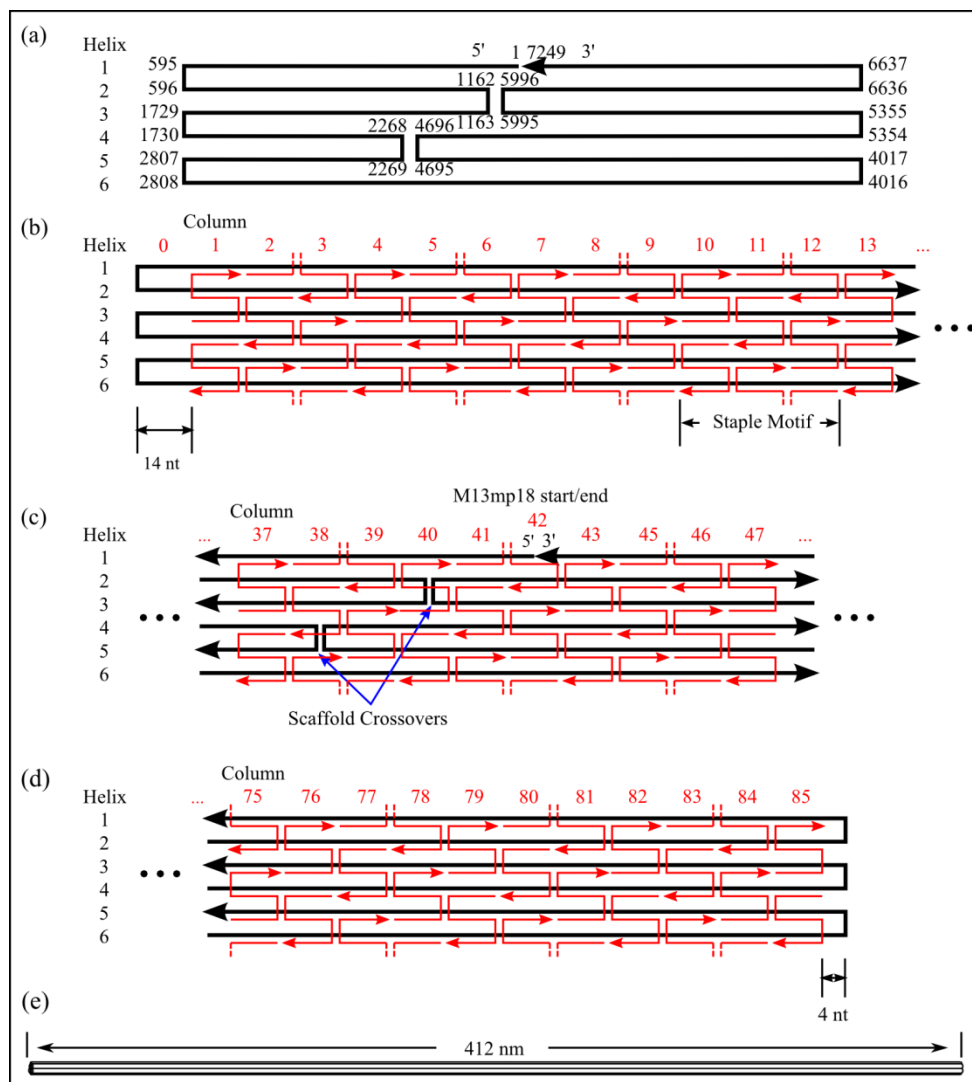 (a)
Helix
5' 1 7249 3'
1 595 6637
2 596 1162 5996 6636
3 1729 1163 5995 5355
4 1730 2268 4696 5354
5 2807 2269 4695 4017
6 2808 4016
(b)
Column
Helix 0 1 2 3 4 5 6 7 8 9 10 11 12 13 ...
1
2
3
4
5
6
Staple Motif
14 nt
(c)
M13mp18 start/end
Column
Helix ... 37 38 39 40 41 42 43 45 46 47 ...
5' 3'
1
2
3
4
5
6
Scaffold Crossovers
(d)
Column
Helix ... 75 76 77 78 79 80 81 82 83 84 85
1
2
3
4
5
6
4 nt
(e)
412 nm